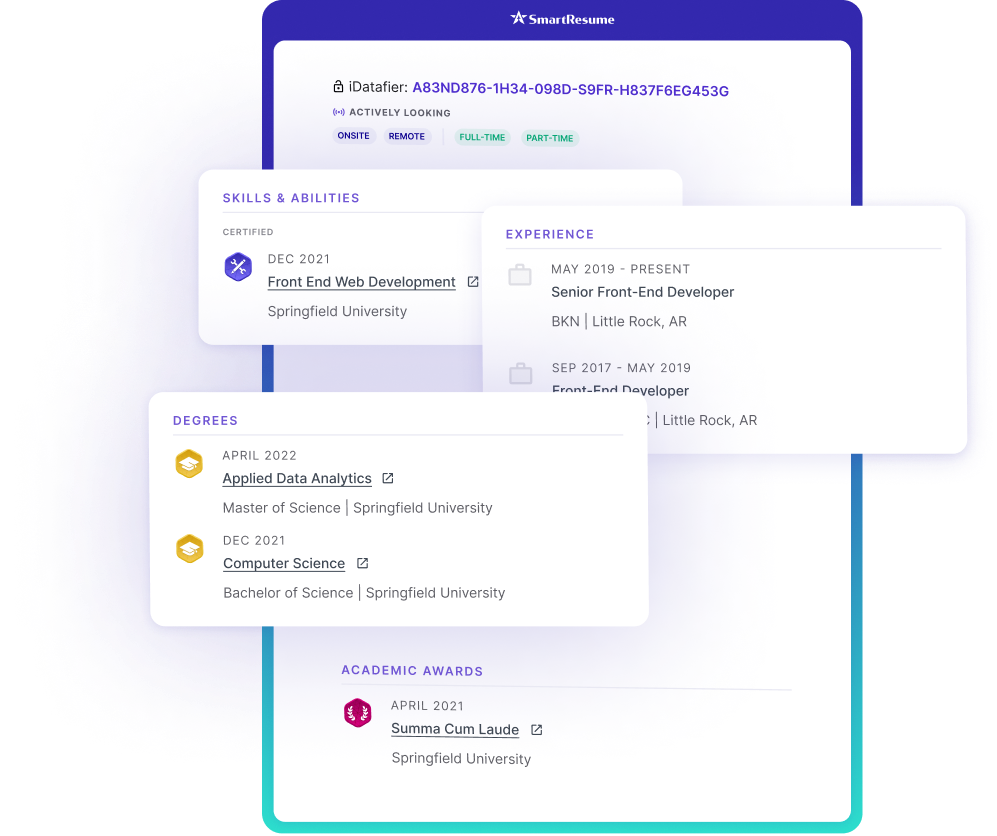 SmartResume
iDatafier: A83ND876-1H34-098D-S9FR-H837F6EG453G
ACTIVELY LOOKING
ONSITE REMOTE FULL-TIME PART-TIME
SKILLS & ABILITIES
CERTIFIED
DEC 2021
Front End Web Development
Springfield University
EXPERIENCE
MAY 2019 - PRESENT
Senior Front-End Developer
BKN | Little Rock, AR
SEP 2017 - MAY 2019
Front-End Developer
| Little Rock, AR
DEGREES
APRIL 2022
Applied Data Analytics
Master of Science | Springfield University
DEC 2021
Computer Science
Bachelor of Science | Springfield University
ACADEMIC AWARDS
APRIL 2021
Summa Cum Laude
Springfield University